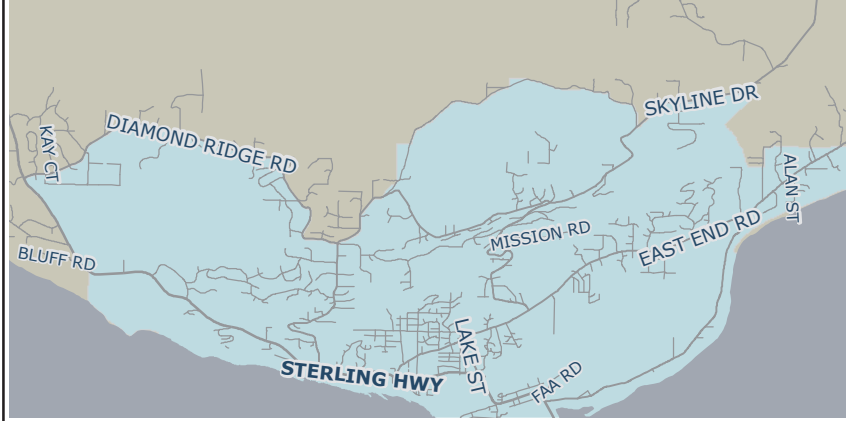 SKYLINE DR
DIAMOND RIDGE RD
KAY CT
ALAN ST
MISSION RD
EAST END RD
BLUFF RD
LAKE ST
STERLING HWY
FAA RD